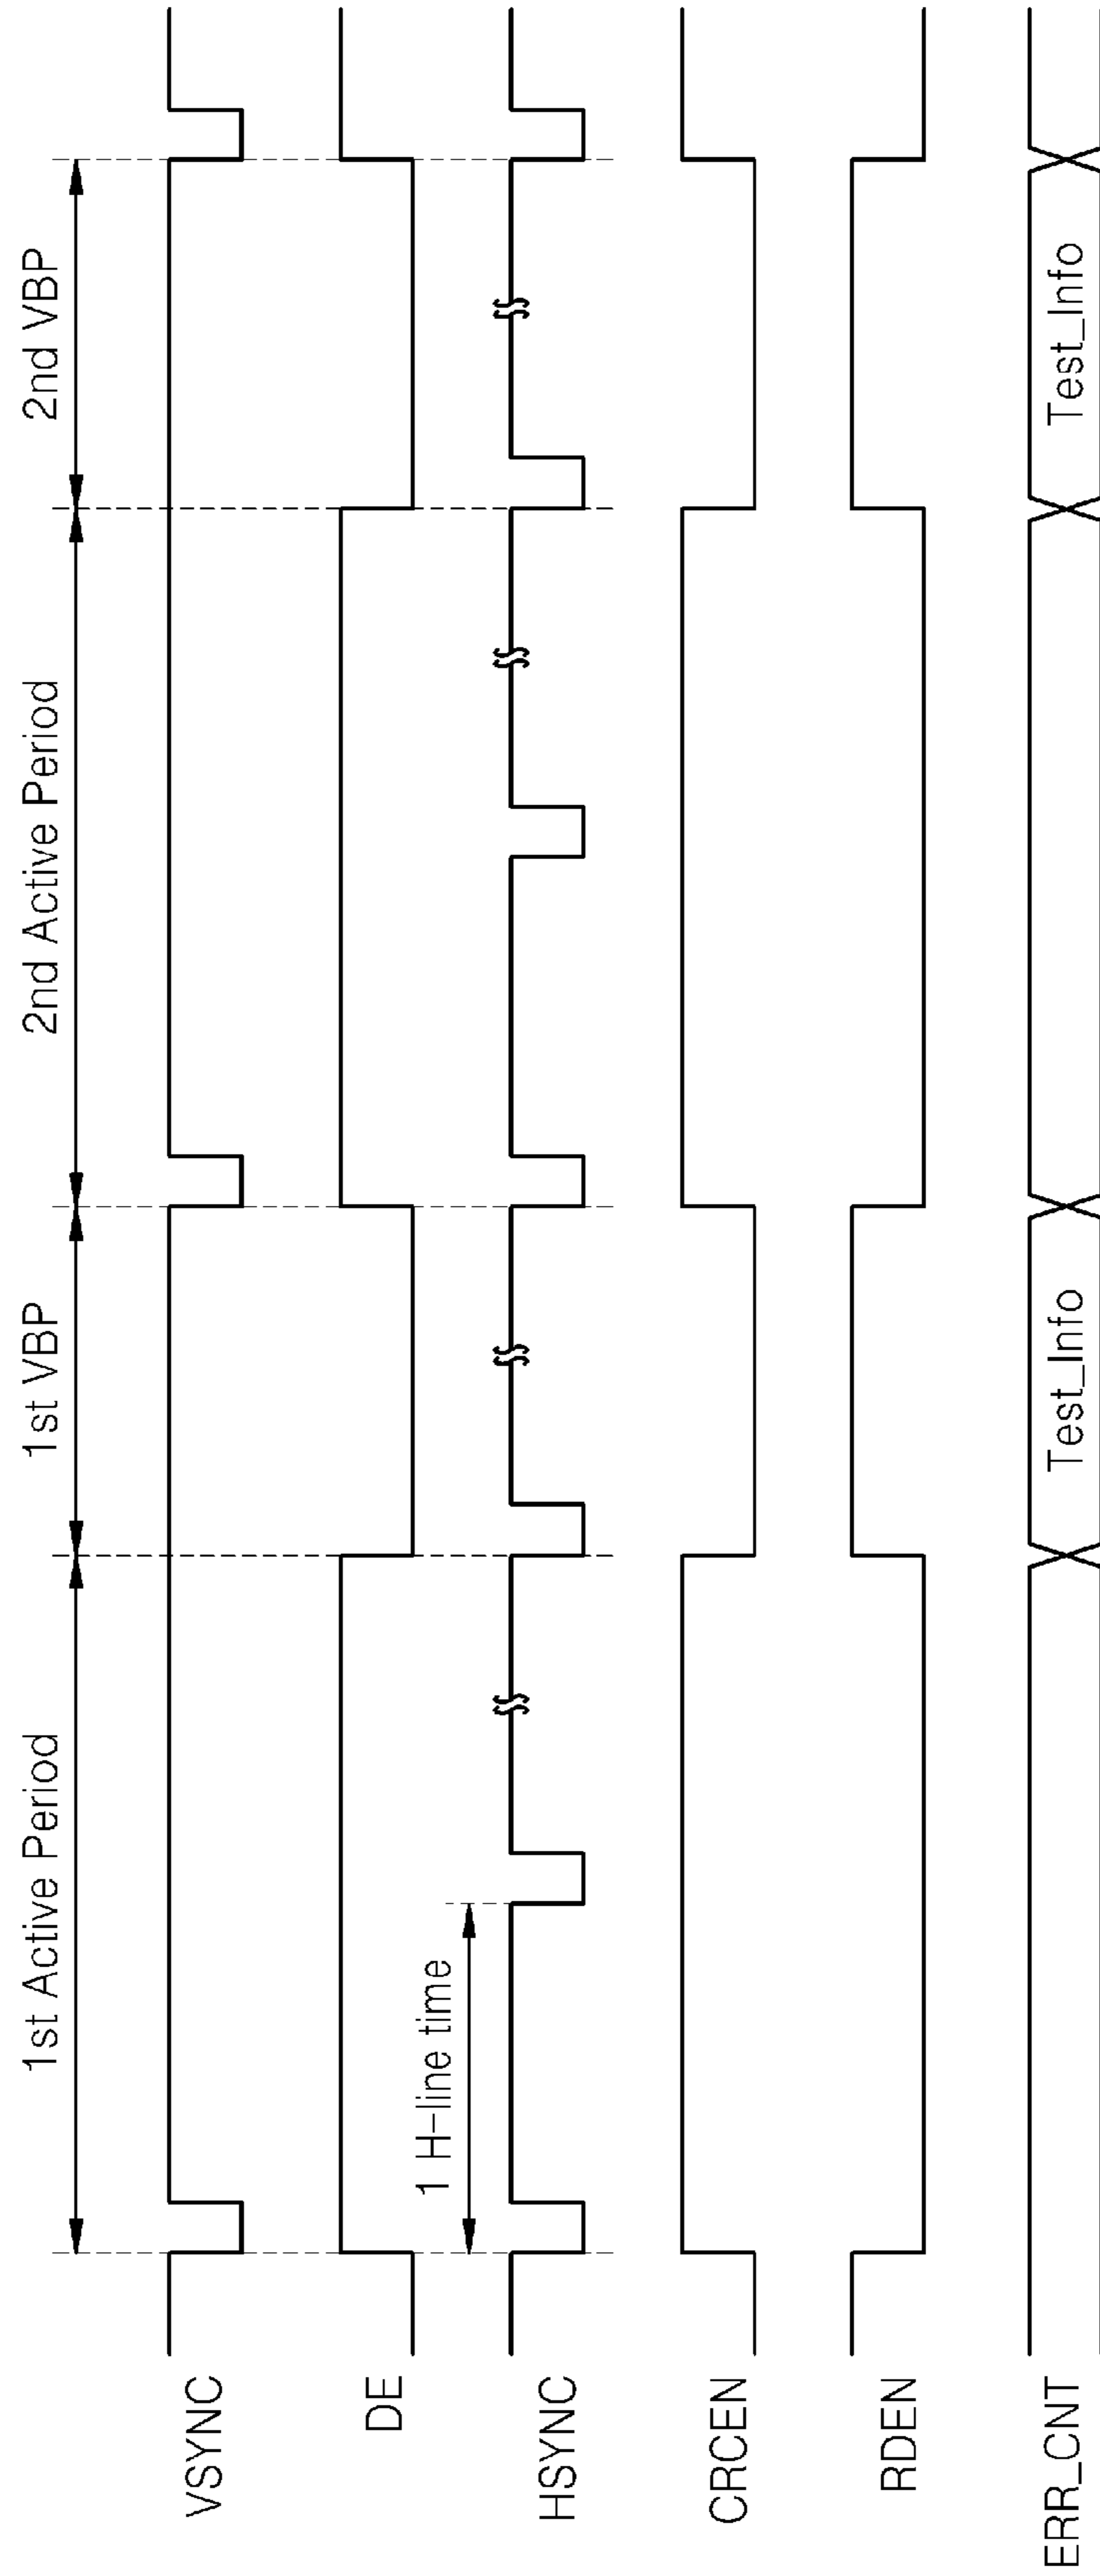 1st Active Period
1st VBP
2nd Active Period
2nd VBP
VSYNC
DE
1 H-line time
HSYNC
CRCEN
RDEN
ERR_CNT
Test_Info
Test_Info